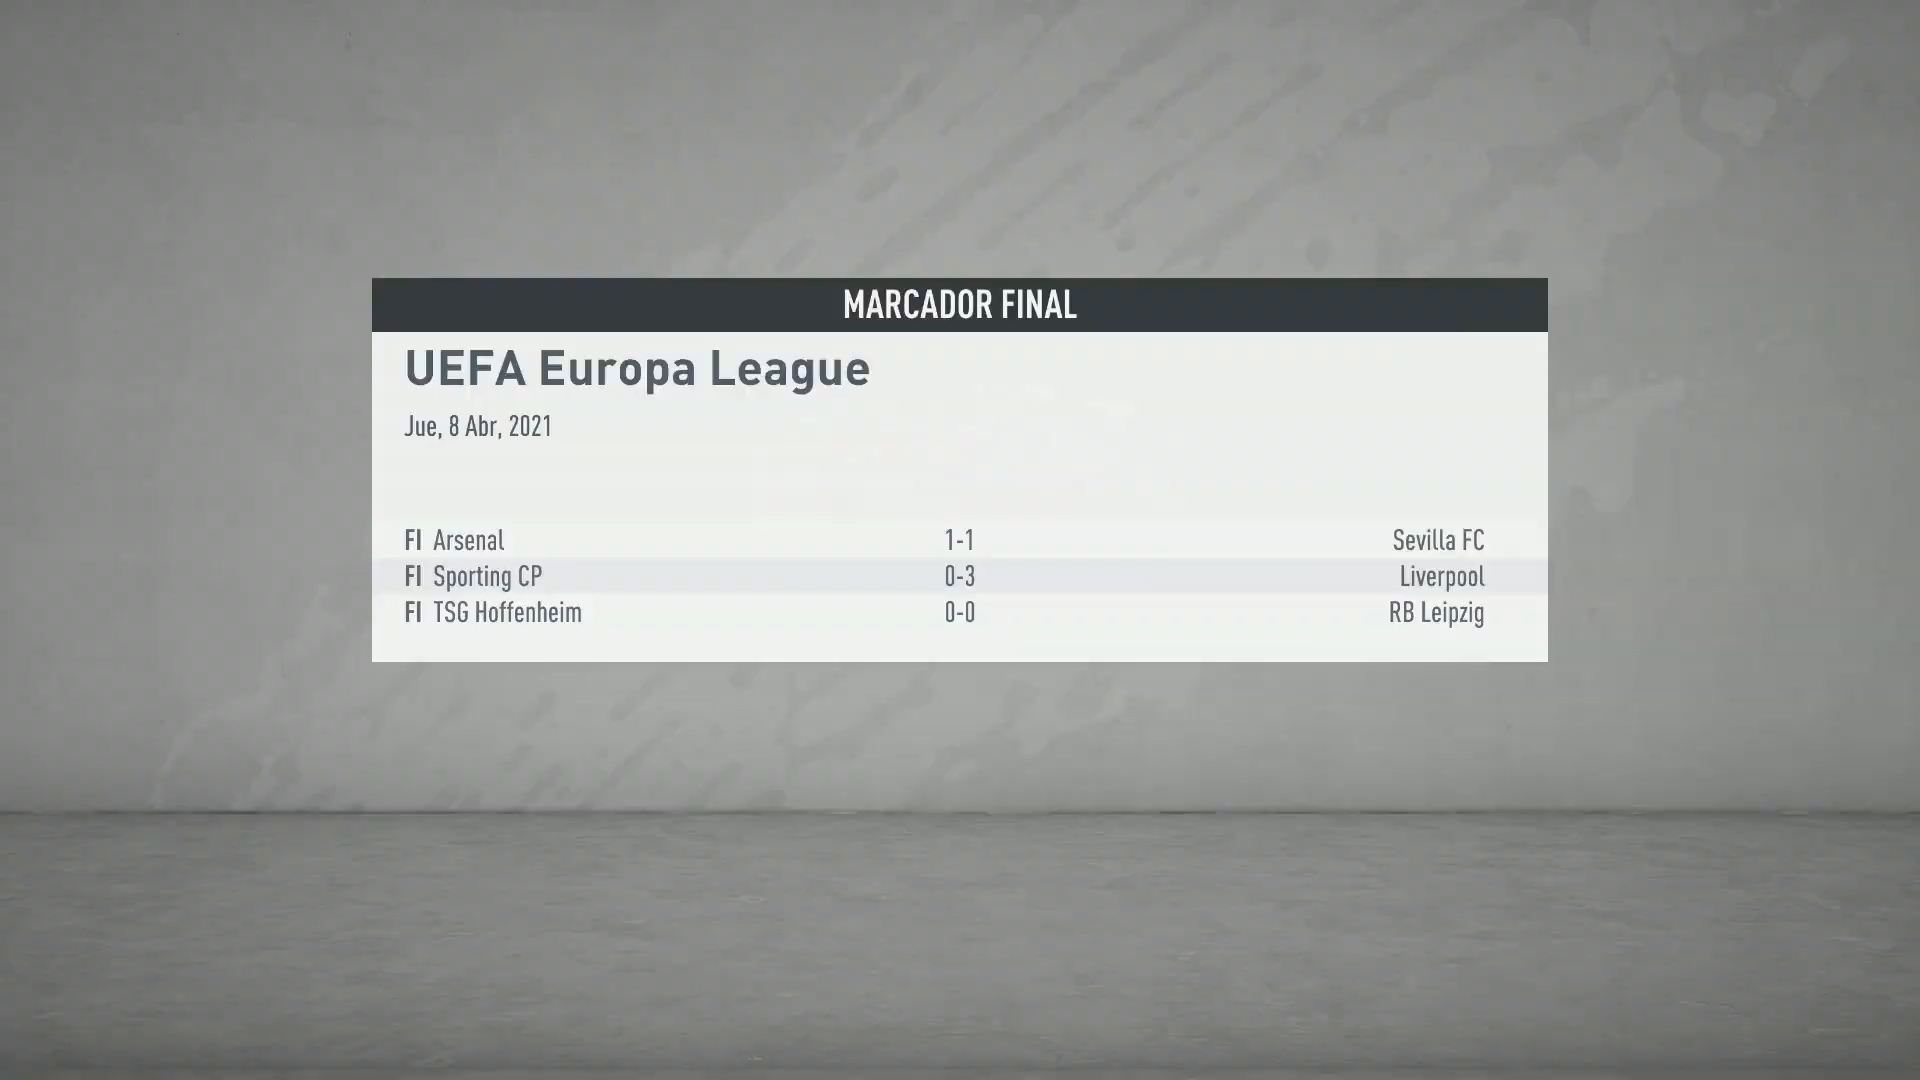 MARCADOR FINAL
UEFA Europa League
Jue, 8 Abr, 2021
FI Arsenal 1-1 Sevilla FC
FI Sporting CP 0-3 Liverpool
FI TSG Hoffenheim 0-0 RB Leipzig